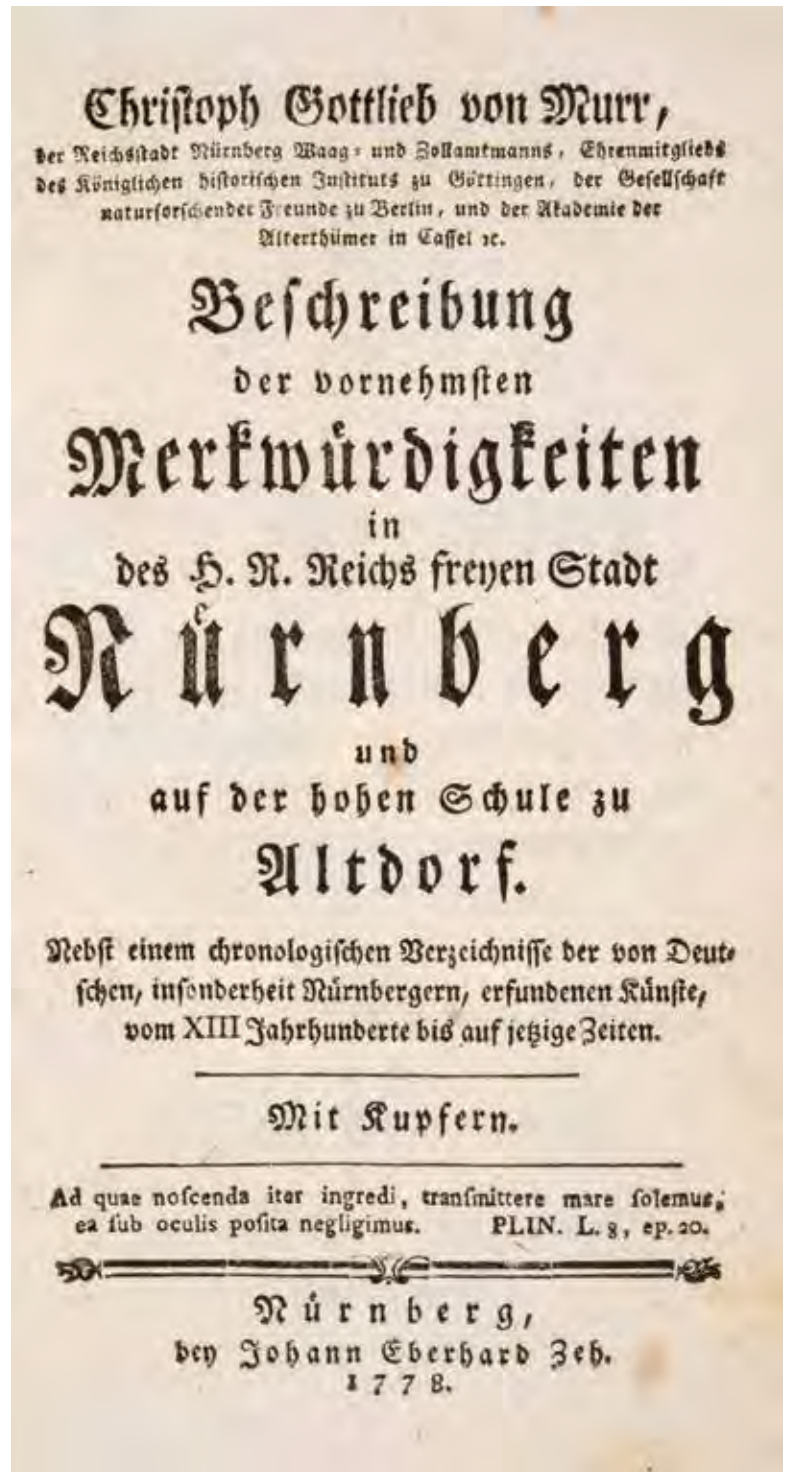 Christoph Gottlieb von Murr,
der Reichsstadt Nürnberg Waag- und Zollamtmanns, Ehrenmitglieds
des Königlichen historischen Instituts zu Göttingen, der Gesellschaft
naturforschender Freunde zu Berlin, und der Akademie der
Alterthümer in Cassel ꝛc.
Beschreibung
der vornehmsten
Merkwürdigkeiten
in
des H. R. Reichs freyen Stadt
Nürnberg
und
auf der hohen Schule zu
Altdorf.
Nebst einem chronologischen Verzeichnisse der von Deut-
schen, insonderheit Nürnbergern, erfundenen Künste,
vom XIII Jahrhunderte bis auf jetzige Zeiten.
Mit Kupfern.
Ad quae noſcenda iter ingredi, tranſmittere mare ſolemus,
ea ſub oculis poſita negligimus. PLIN. L. 8, ep. 20.
Nürnberg,
bey Johann Eberhard Zeh.
1778.